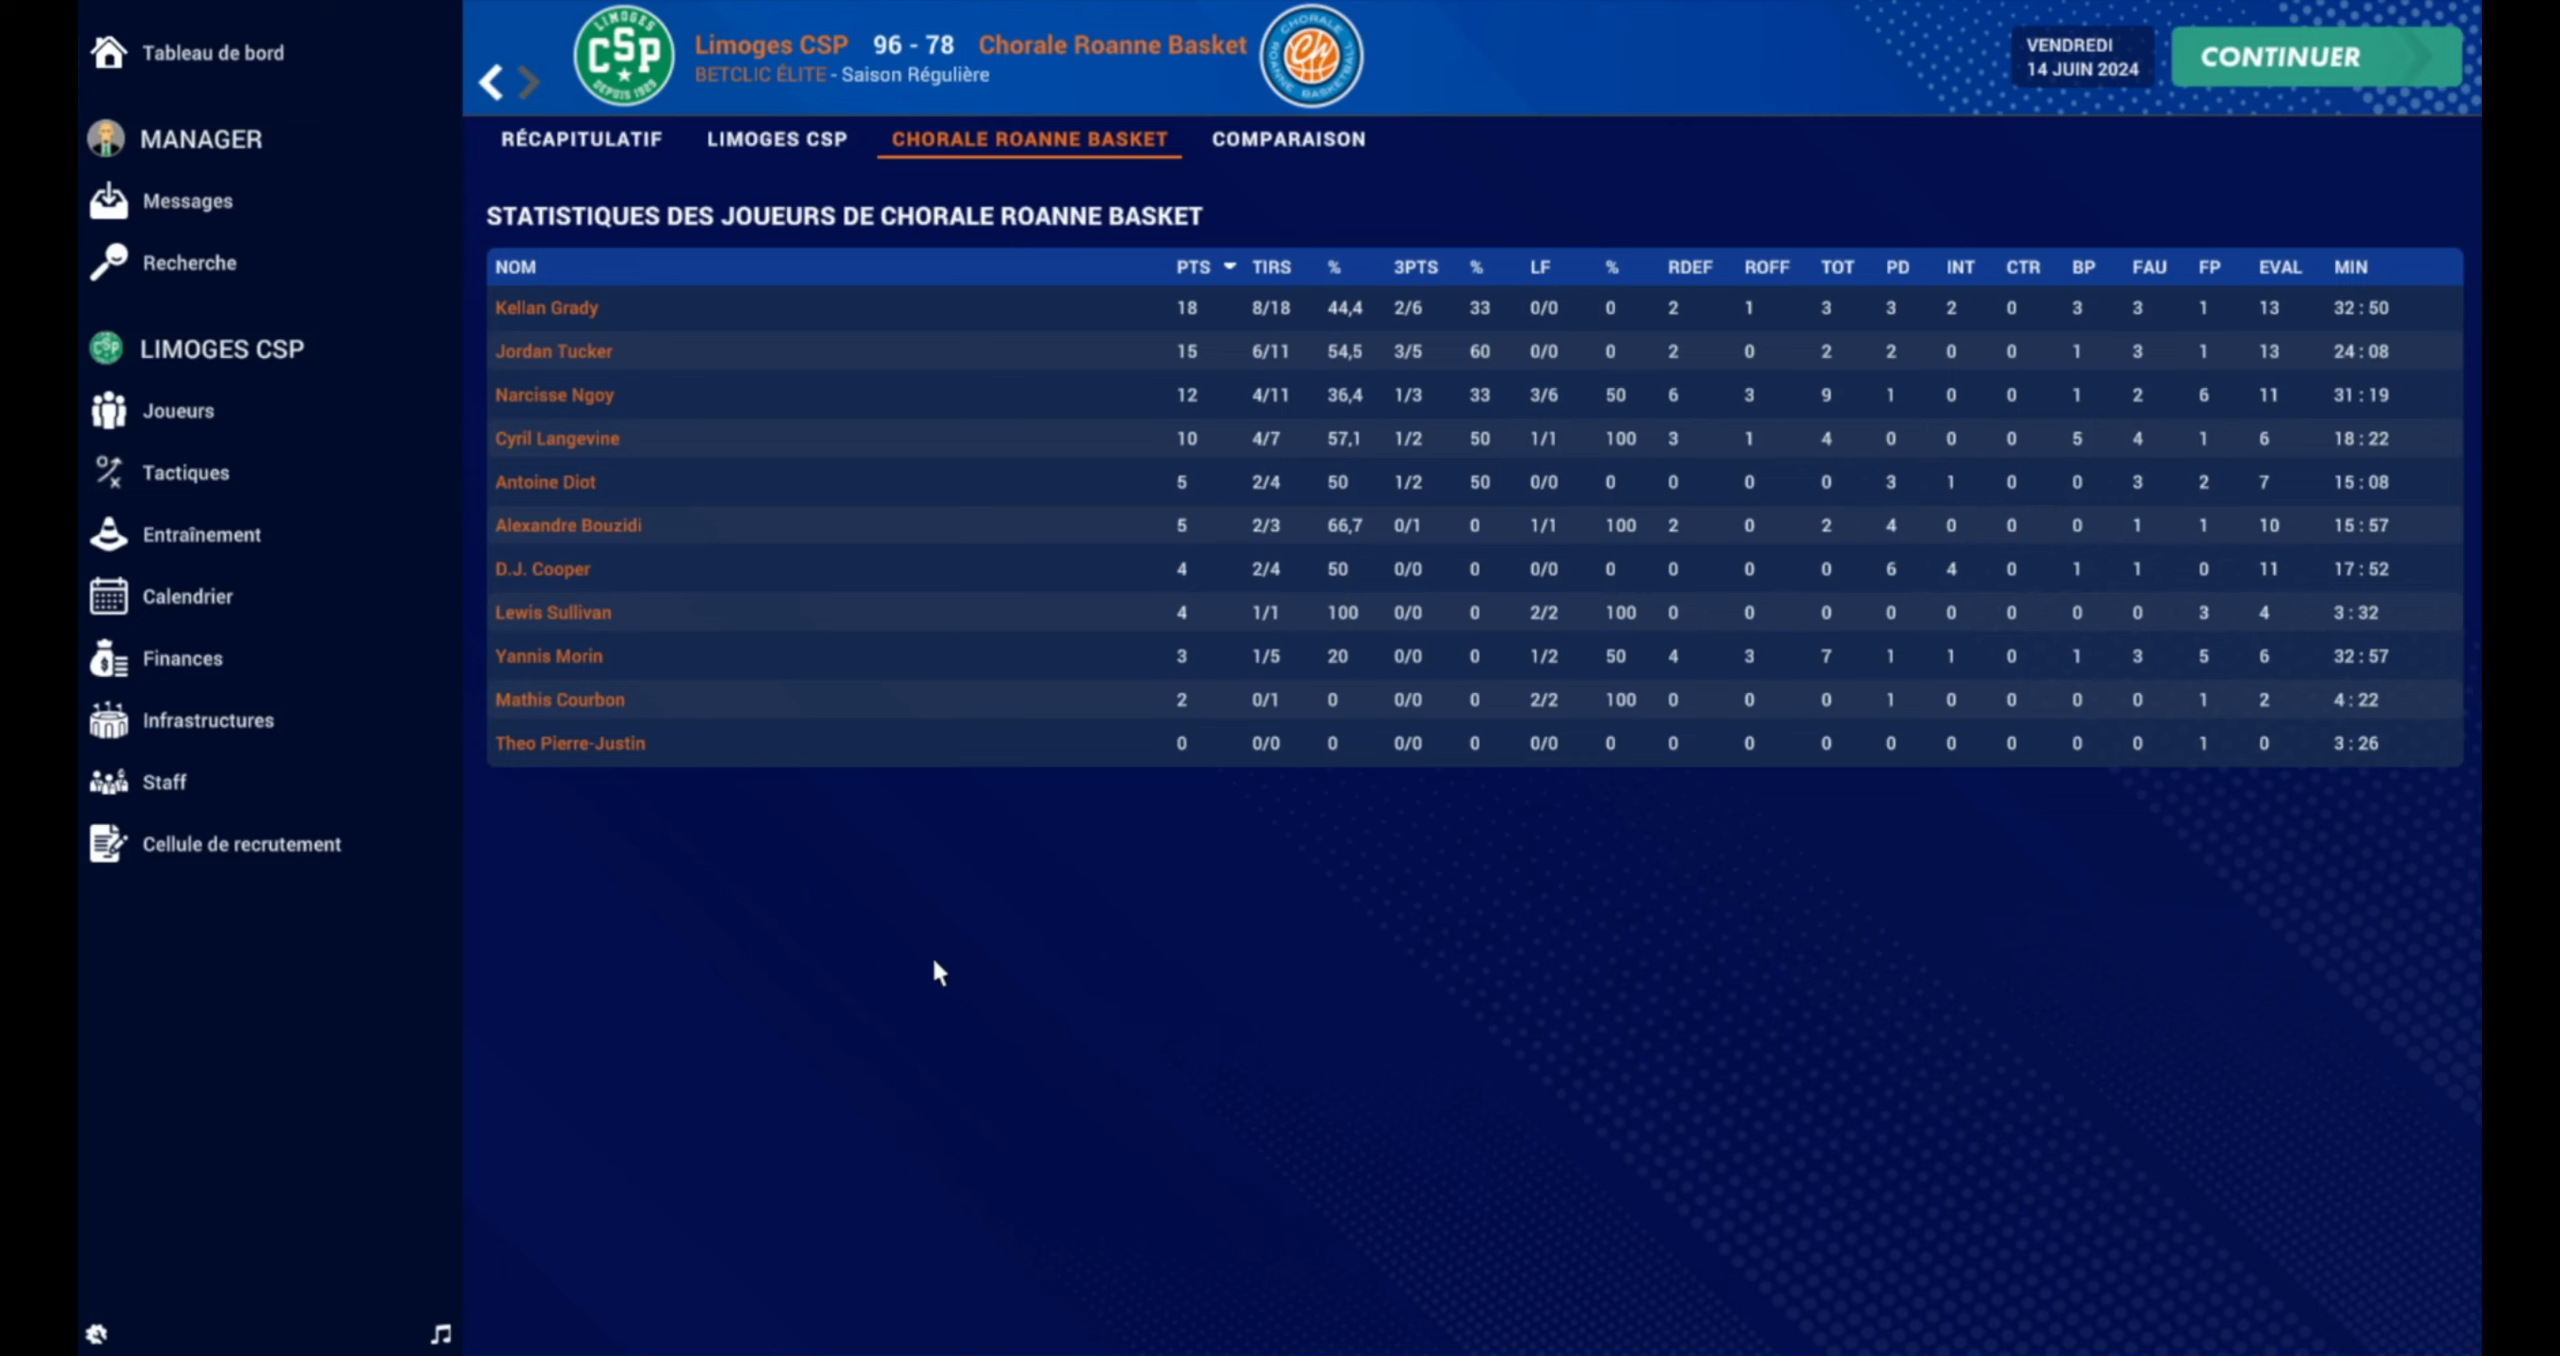 Tableau de bord
MANAGER
Messages
Recherche
LIMOGES CSP
Joueurs
Tactiques
Entraînement
Calendrier
Finances
Infrastructures
Staff
Cellule de recrutement
LIMOGES
CSP
DEPUIS 1929
Limoges CSP 96 - 78 Chorale Roanne Basket
BETCLIC ÉLITE - Saison Régulière
CHORALE
ROANNE BASKETBALL
VENDREDI
14 JUIN 2024
CONTINUER
RÉCAPITULATIF LIMOGES CSP CHORALE ROANNE BASKET COMPARAISON
STATISTIQUES DES JOUEURS DE CHORALE ROANNE BASKET
NOM PTS TIRS % 3PTS % LF % RDEF ROFF TOT PD INT CTR BP FAU FP EVAL MIN
Kellan Grady 18 8/18 44,4 2/6 33 0/0 0 2 1 3 3 2 0 3 3 1 13 32:50
Jordan Tucker 15 6/11 54,5 3/5 60 0/0 0 2 0 2 2 0 0 1 3 1 13 24:08
Narcisse Ngoy 12 4/11 36,4 1/3 33 3/6 50 6 3 9 1 0 0 1 2 6 11 31:19
Cyril Langevine 10 4/7 57,1 1/2 50 1/1 100 3 1 4 0 0 0 5 4 1 6 18:22
Antoine Diot 5 2/4 50 1/2 50 0/0 0 0 0 0 3 1 0 0 3 2 7 15:08
Alexandre Bouzidi 5 2/3 66,7 0/1 0 1/1 100 2 0 2 4 0 0 0 1 1 10 15:57
D.J. Cooper 4 2/4 50 0/0 0 0/0 0 0 0 0 6 4 0 1 1 0 11 17:52
Lewis Sullivan 4 1/1 100 0/0 0 2/2 100 0 0 0 0 0 0 0 0 3 4 3:32
Yannis Morin 3 1/5 20 0/0 0 1/2 50 4 3 7 1 1 0 1 3 5 6 32:57
Mathis Courbon 2 0/1 0 0/0 0 2/2 100 0 0 0 1 0 0 0 0 1 2 4:22
Theo Pierre-Justin 0 0/0 0 0/0 0 0/0 0 0 0 0 0 0 0 0 0 1 0 3:26